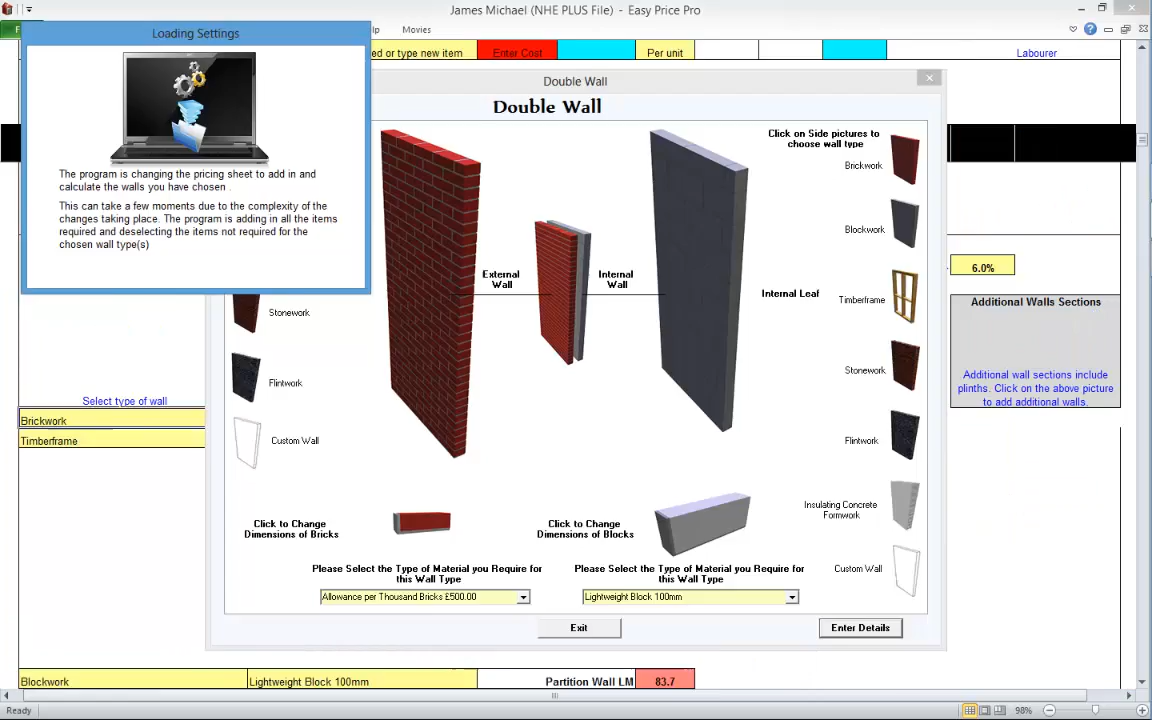 James Michael (NHE PLUS File) - Easy Price Pro
F
Loading Settings
lp
Movies
ed or type new item
Enter Cost
Per unit
Labourer
Double Wall
Double Wall
The program is changing the pricing sheet to add in and
calculate the walls you have chosen .
This can take a few moments due to the complexity of the
changes taking place. The program is adding in all the items
required and deselecting the items not required for the
chosen wall type(s)
Click on Side pictures to
choose wall type
Brickwork
Blockwork
External
Wall
Internal
Wall
Internal Leaf
Timberframe
6.0%
Additional Walls Sections
Stonework
Stonework
Flintwork
Additional wall sections include
plinths. Click on the above picture
to add additional walls.
Select type of wall
Brickwork
Timberframe
Custom Wall
Flintwork
Insulating Concrete
Formwork
Click to Change
Dimensions of Bricks
Click to Change
Dimensions of Blocks
Custom Wall
Please Select the Type of Material you Require for
this Wall Type
Please Select the Type of Material you Require for
this Wall Type
Allowance per Thousand Bricks £500.00
Lightweight Block 100mm
Exit
Enter Details
Blockwork
Lightweight Block 100mm
Partition Wall LM
83.7
Ready
98%